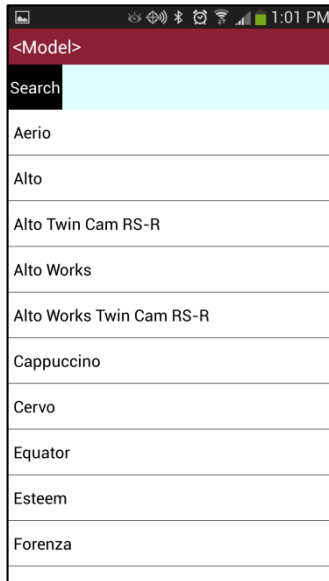 1:01 PM
<Model>
Search
Aerio
Alto
Alto Twin Cam RS-R
Alto Works
Alto Works Twin Cam RS-R
Cappuccino
Cervo
Equator
Esteem
Forenza